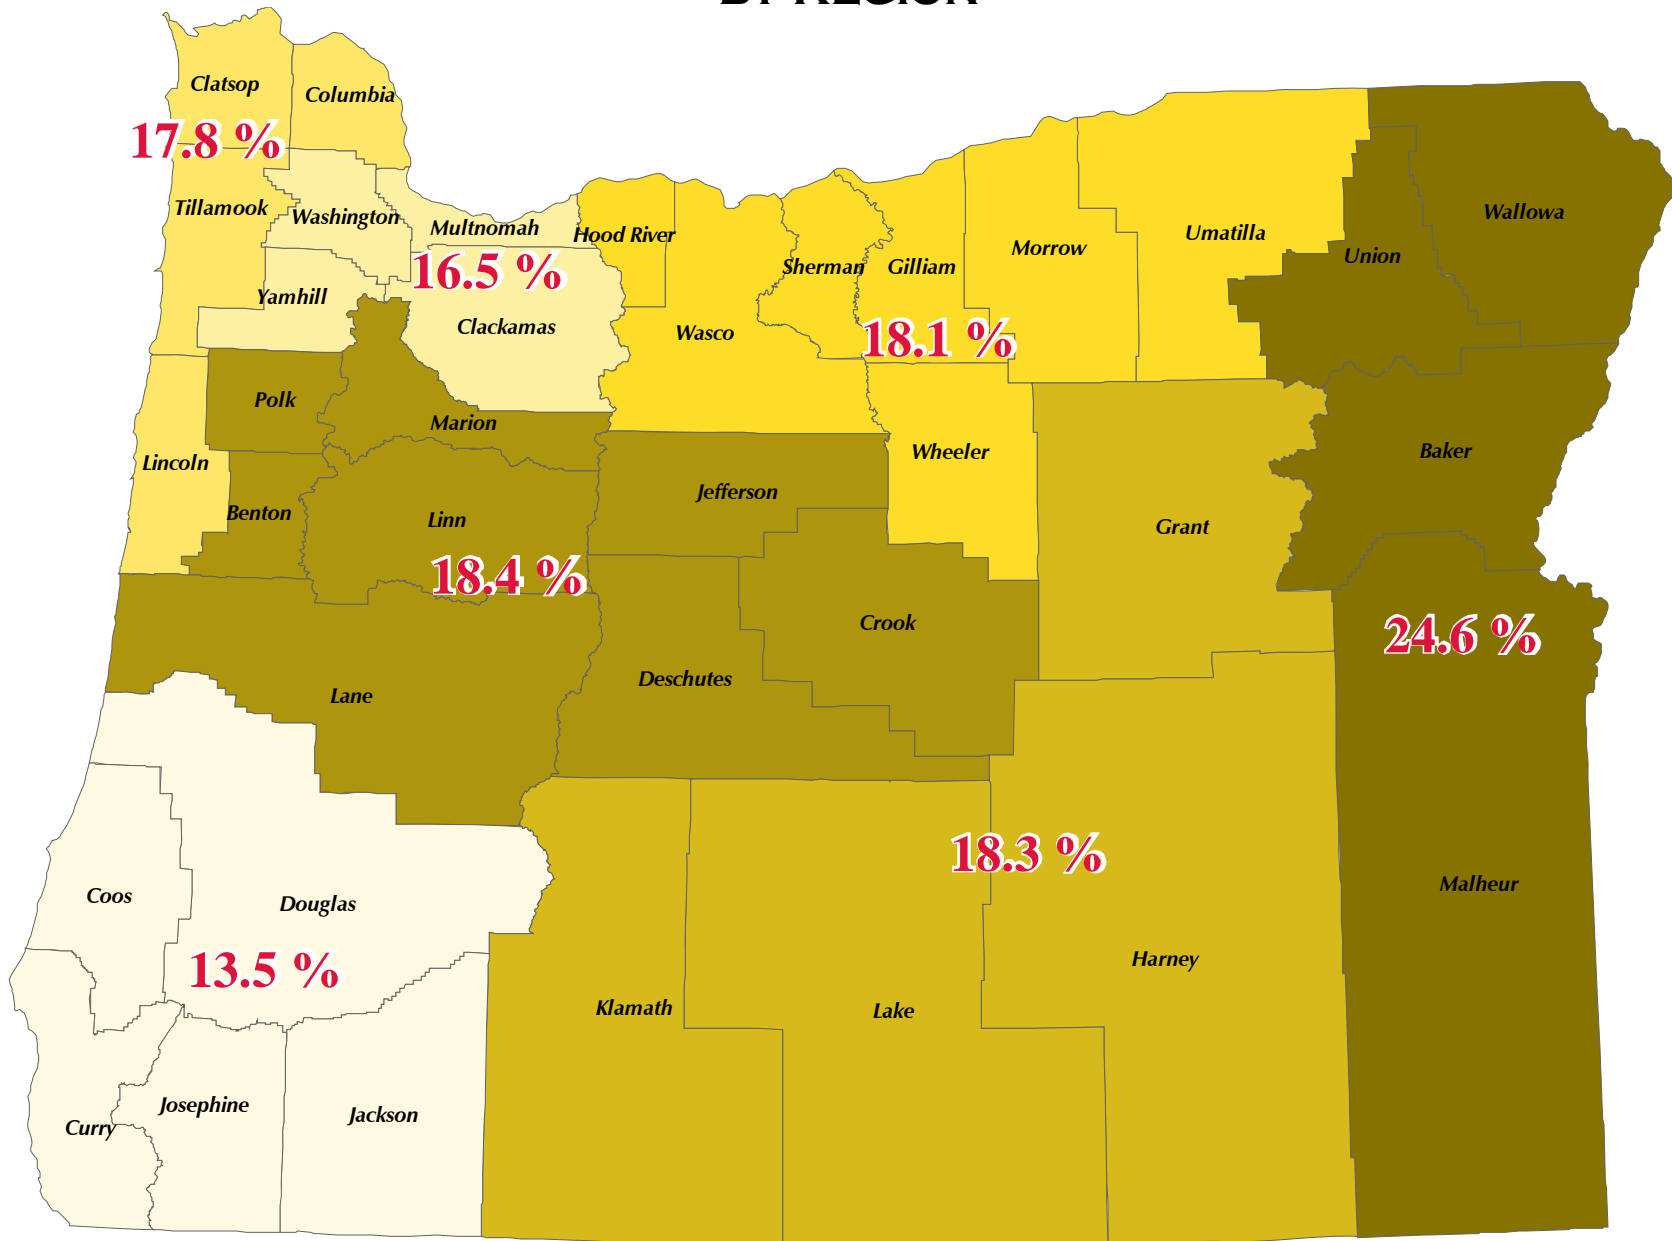 BY REGION
Clatsop
Columbia
17.8 %
Tillamook
Washington
Multnomah
Hood River
Wallowa
Umatilla
Morrow
Union
Sherman
Gilliam
16.5 %
Yamhill
Clackamas
Wasco
18.1 %
Polk
Marion
Lincoln
Wheeler
Baker
Jefferson
Benton
Linn
Grant
18.4 %
Crook
24.6 %
Deschutes
Lane
18.3 %
Malheur
Coos
Douglas
13.5 %
Harney
Klamath
Lake
Josephine
Jackson
Curry